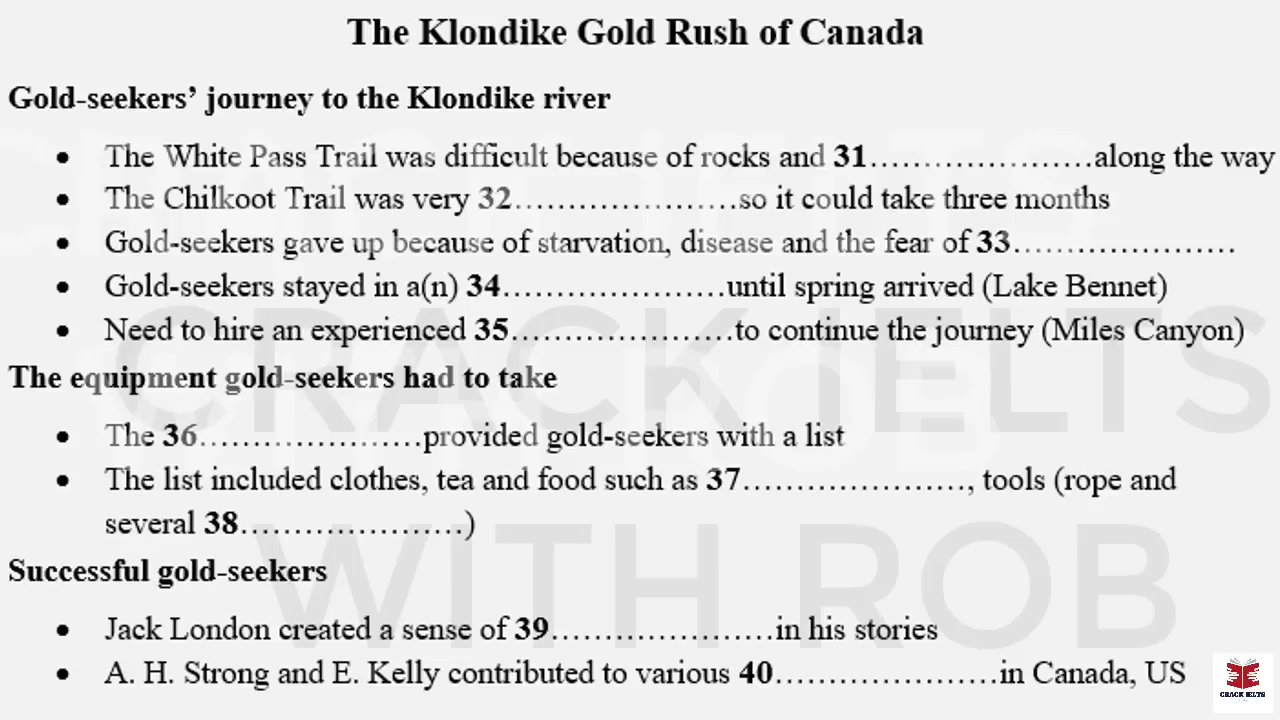 The Klondike Gold Rush of Canada
Gold-seekers’ journey to the Klondike river
• The White Pass Trail was difficult because of rocks and 31………………….along the way
• The Chilkoot Trail was very 32………………….so it could take three months
• Gold-seekers gave up because of starvation, disease and the fear of 33………………….
• Gold-seekers stayed in a(n) 34………………….until spring arrived (Lake Bennet)
• Need to hire an experienced 35………………….to continue the journey (Miles Canyon)
The equipment gold-seekers had to take
• The 36………………….provided gold-seekers with a list
• The list included clothes, tea and food such as 37…………………., tools (rope and
several 38………………….)
Successful gold-seekers
• Jack London created a sense of 39………………….in his stories
• A. H. Strong and E. Kelly contributed to various 40………………….in Canada, US
CRACK IELTS
WITH ROB
CRACK IELTS